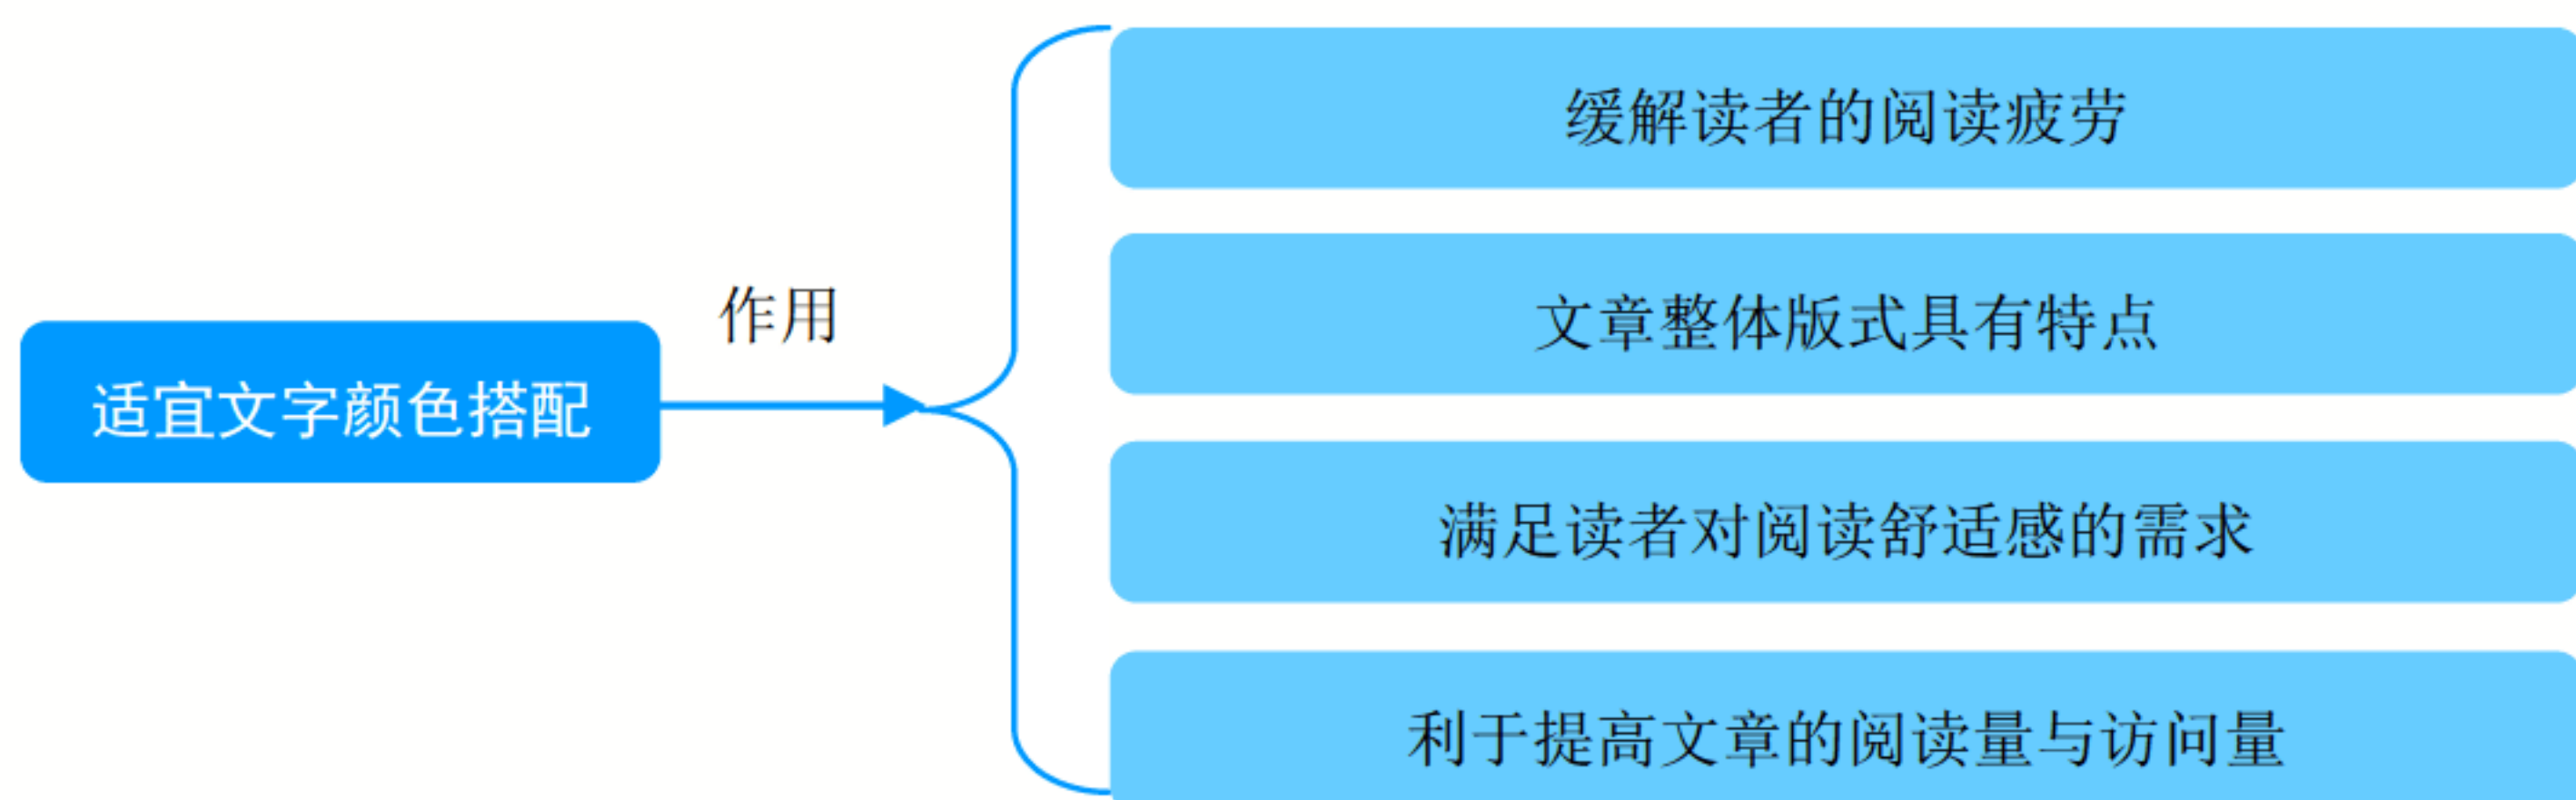 适宜文字颜色搭配
作用
缓解读者的阅读疲劳
文章整体版式具有特点
满足读者对阅读舒适感的需求
利于提高文章的阅读量与访问量